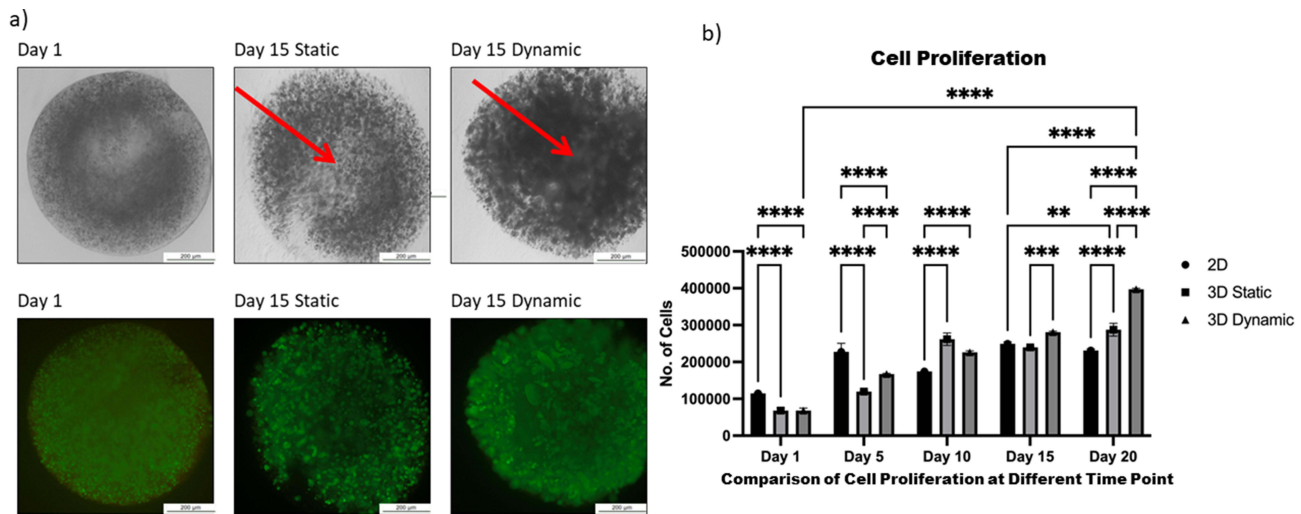 a)
Day 1
Day 15 Static
Day 15 Dynamic
200 μm
200 μm
200 μm
Day 1
Day 15 Static
Day 15 Dynamic
200 μm
200 μm
200 μm
b)
Cell Proliferation
****
****
****
****
**
****
****
****
****
****
****
****
***
****
500000
400000
300000
200000
100000
0
No. of Cells
Day 1
Day 5
Day 10
Day 15
Day 20
Comparison of Cell Proliferation at Different Time Point
2D
3D Static
3D Dynamic